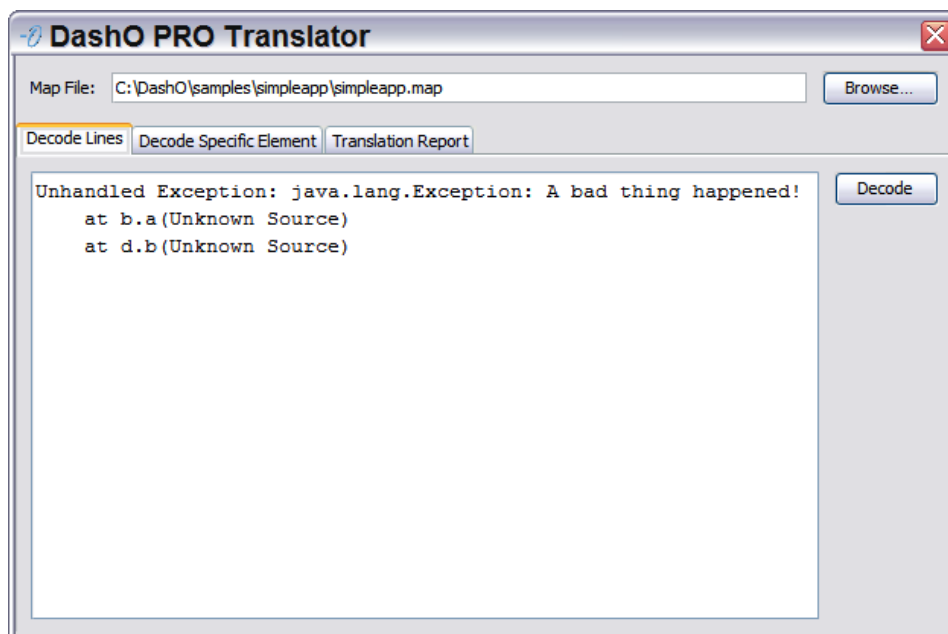 DashO PRO Translator
Map File: C:\DashO\samples\simpleapp\simpleapp.map Browse...
Decode Lines Decode Specific Element Translation Report
Unhandled Exception: java.lang.Exception: A bad thing happened! Decode
    at b.a(Unknown Source)
    at d.b(Unknown Source)